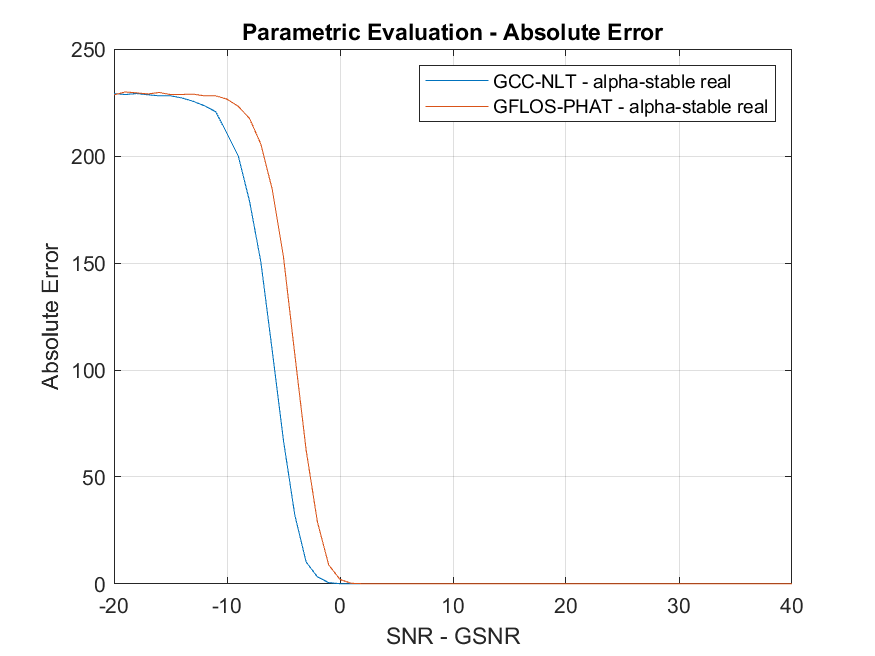 Parametric Evaluation - Absolute Error
250
200
150
100
50
0
Absolute Error
GCC-NLT - alpha-stable real
GFLOS-PHAT - alpha-stable real
-20 -10 0 10 20 30 40
SNR - GSNR